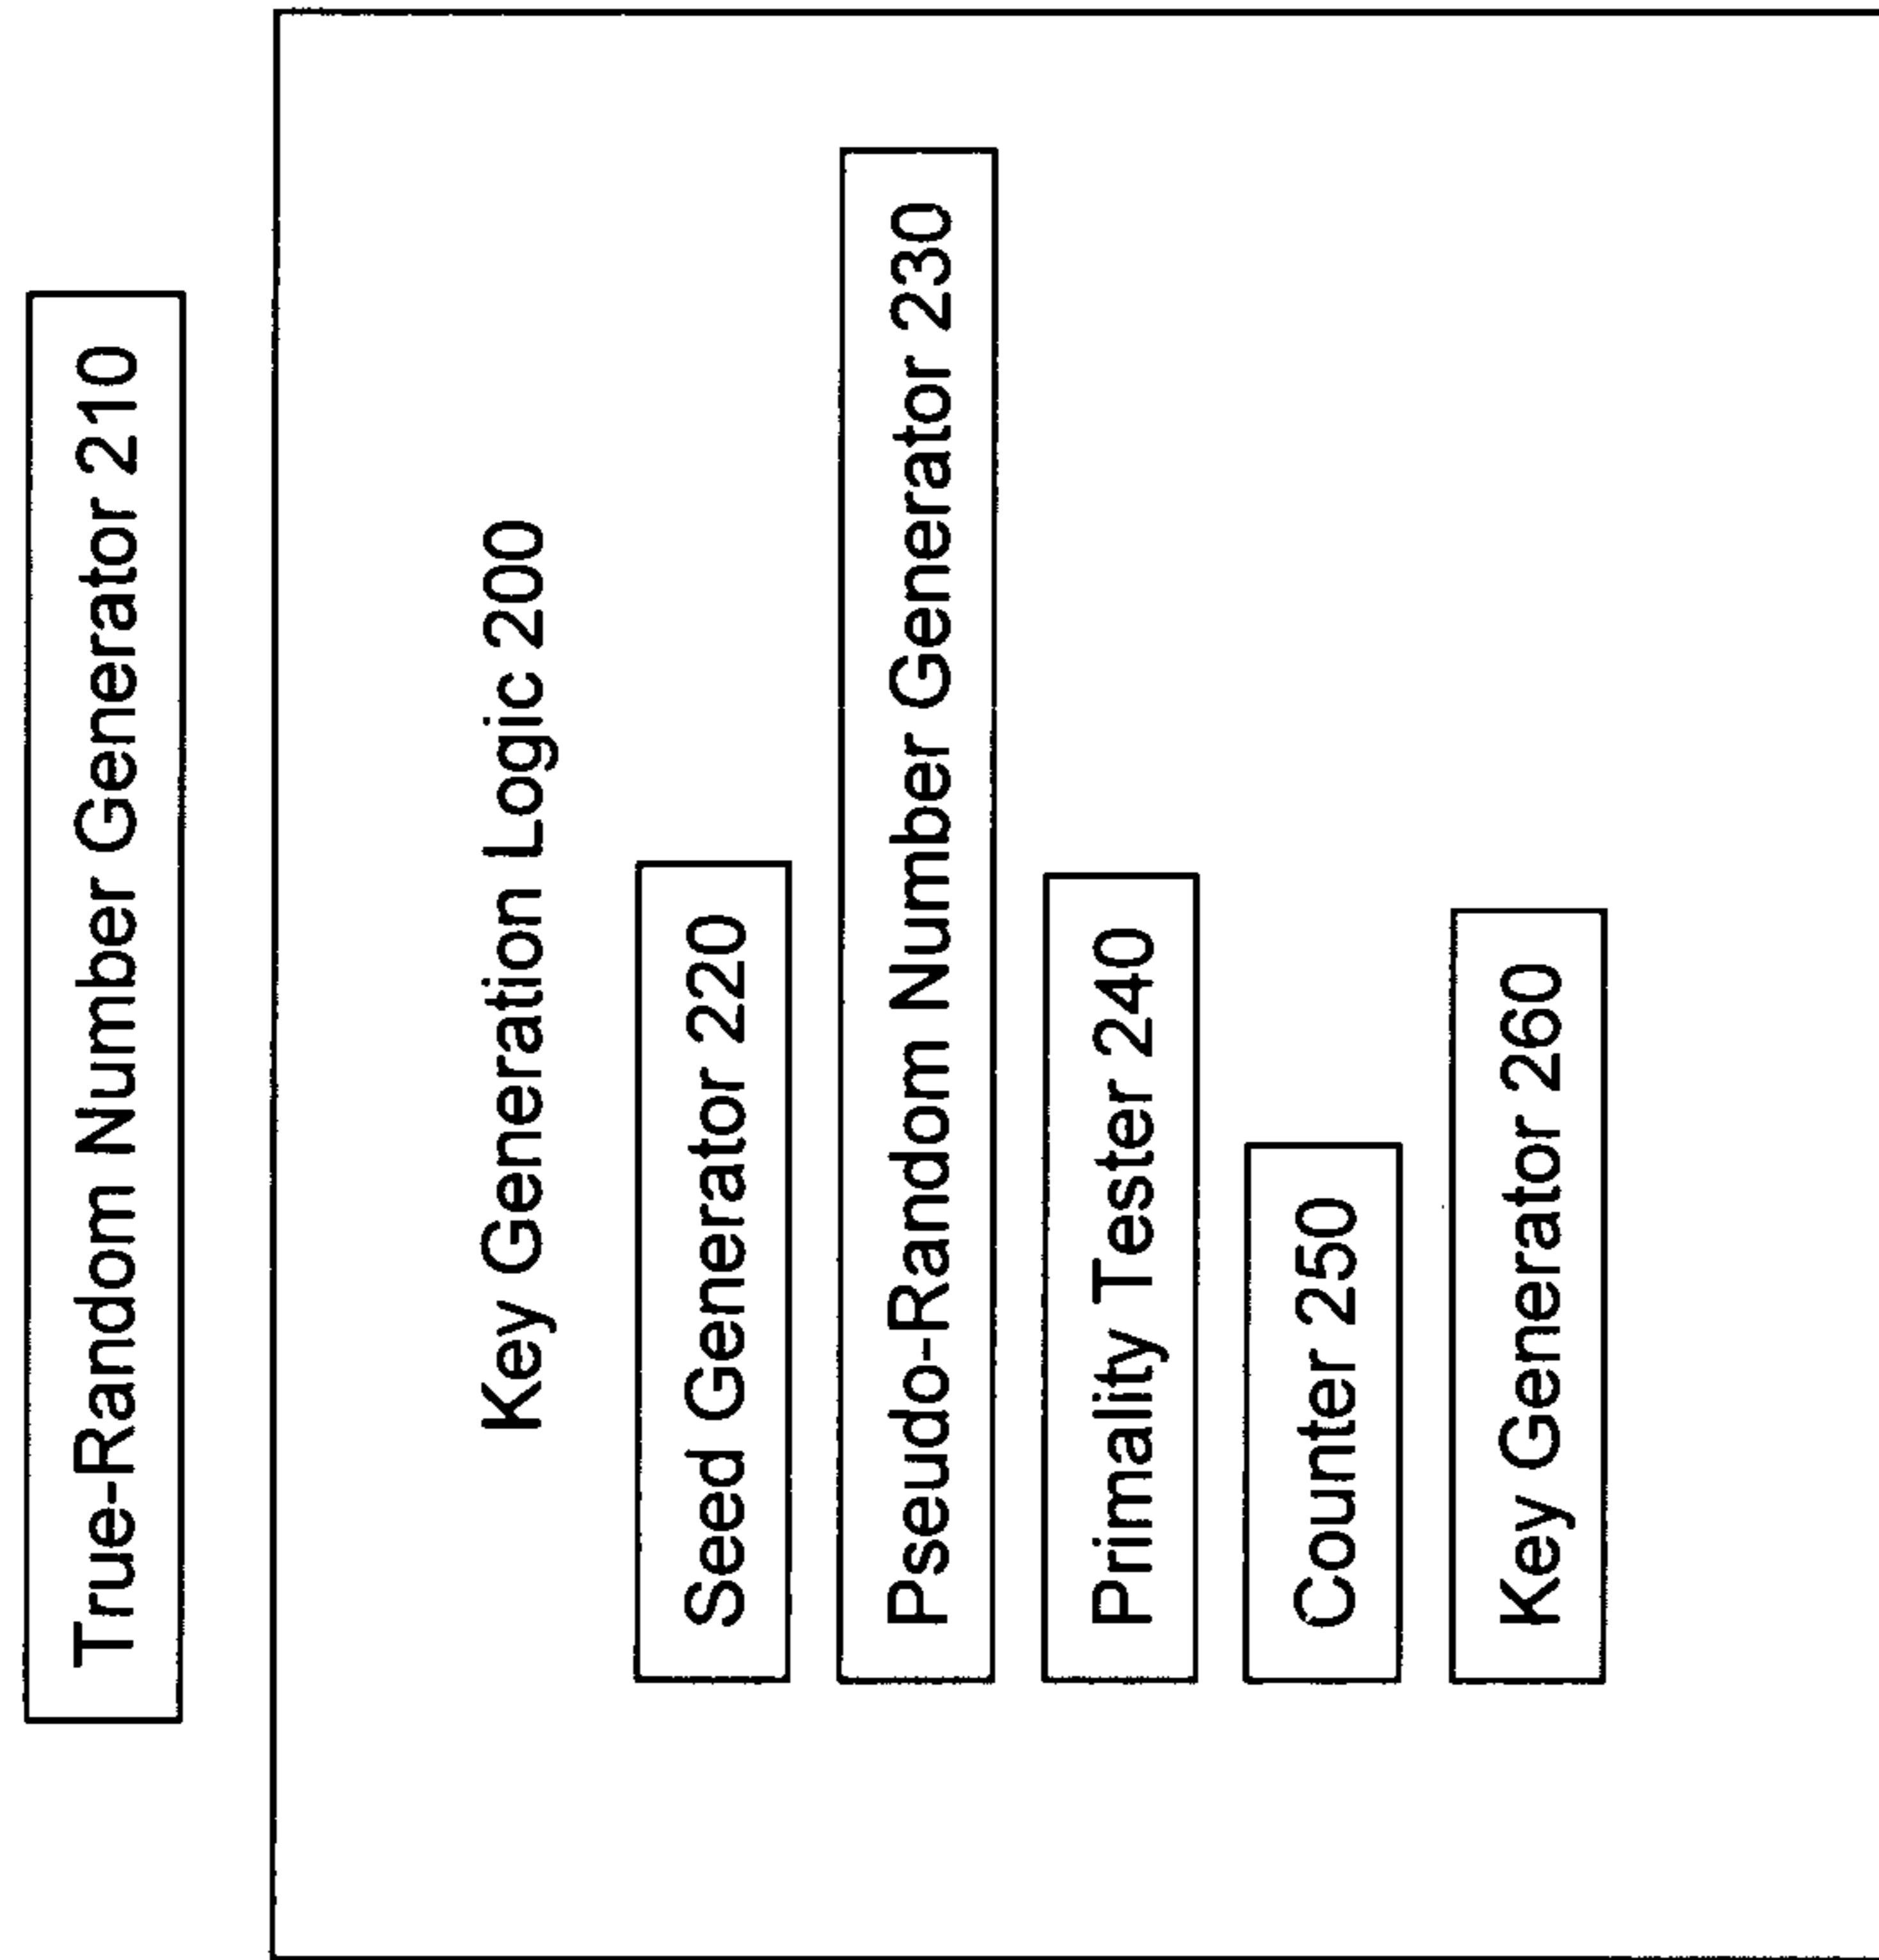 True-Random Number Generator 210
Key Generation Logic 200
Seed Generator 220
Pseudo-Random Number Generator 230
Primality Tester 240
Counter 250
Key Generator 260